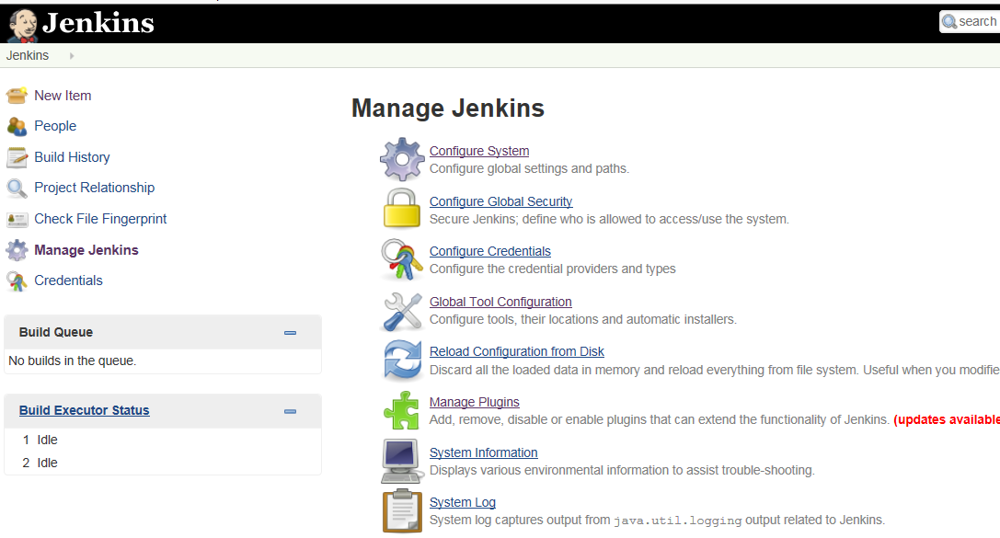 Jenkins
search
Jenkins
New Item
People
Build History
Project Relationship
Check File Fingerprint
Manage Jenkins
Credentials
Build Queue
No builds in the queue.
Build Executor Status
1 Idle
2 Idle
Manage Jenkins
Configure System
Configure global settings and paths.
Configure Global Security
Secure Jenkins; define who is allowed to access/use the system.
Configure Credentials
Configure the credential providers and types
Global Tool Configuration
Configure tools, their locations and automatic installers.
Reload Configuration from Disk
Discard all the loaded data in memory and reload everything from file system. Useful when you modifie
Manage Plugins
Add, remove, disable or enable plugins that can extend the functionality of Jenkins. (updates available
System Information
Displays various environmental information to assist trouble-shooting.
System Log
System log captures output from java.util.logging output related to Jenkins.